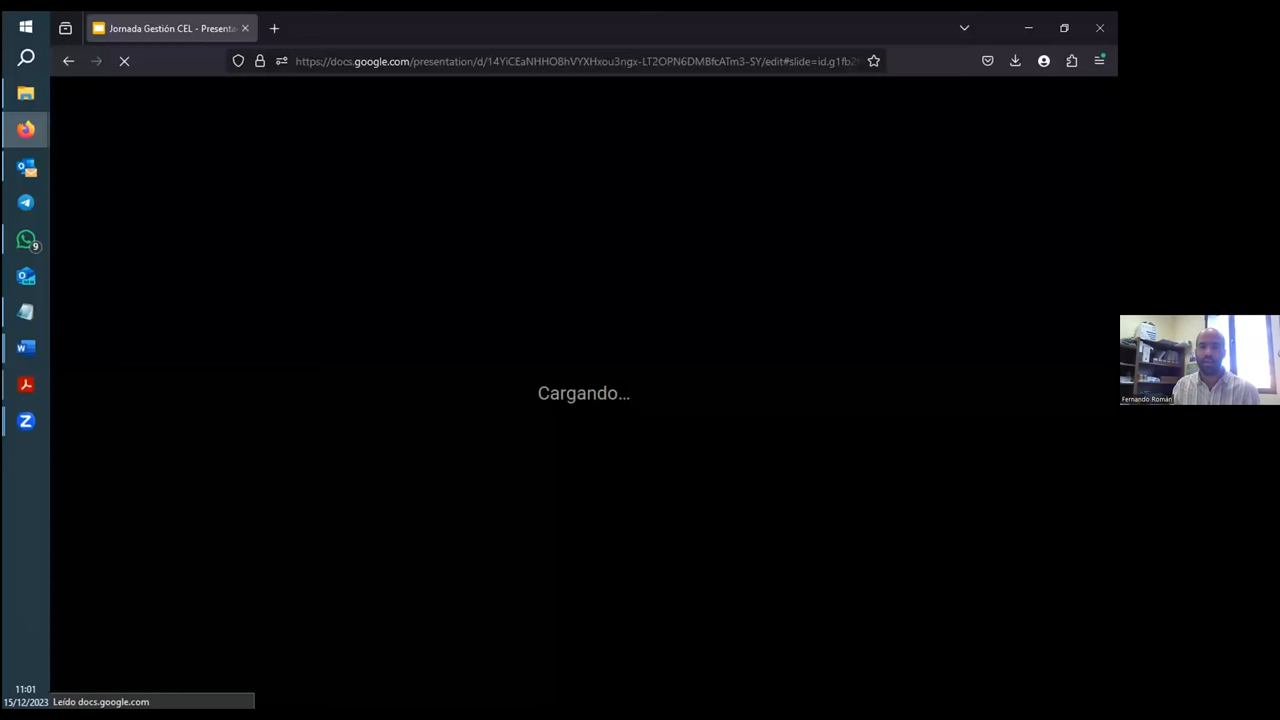 Jornada Gestión CEL - Presenta
https://docs.google.com/presentation/d/14YiCEaNHHO8hVYXHxou3ngx-LT2OPN6DMBfcATm3-SY/edit#slide=id.g1fb2
9
Cargando...
Fernando Román
11:01
15/12/2023
Leído docs.google.com